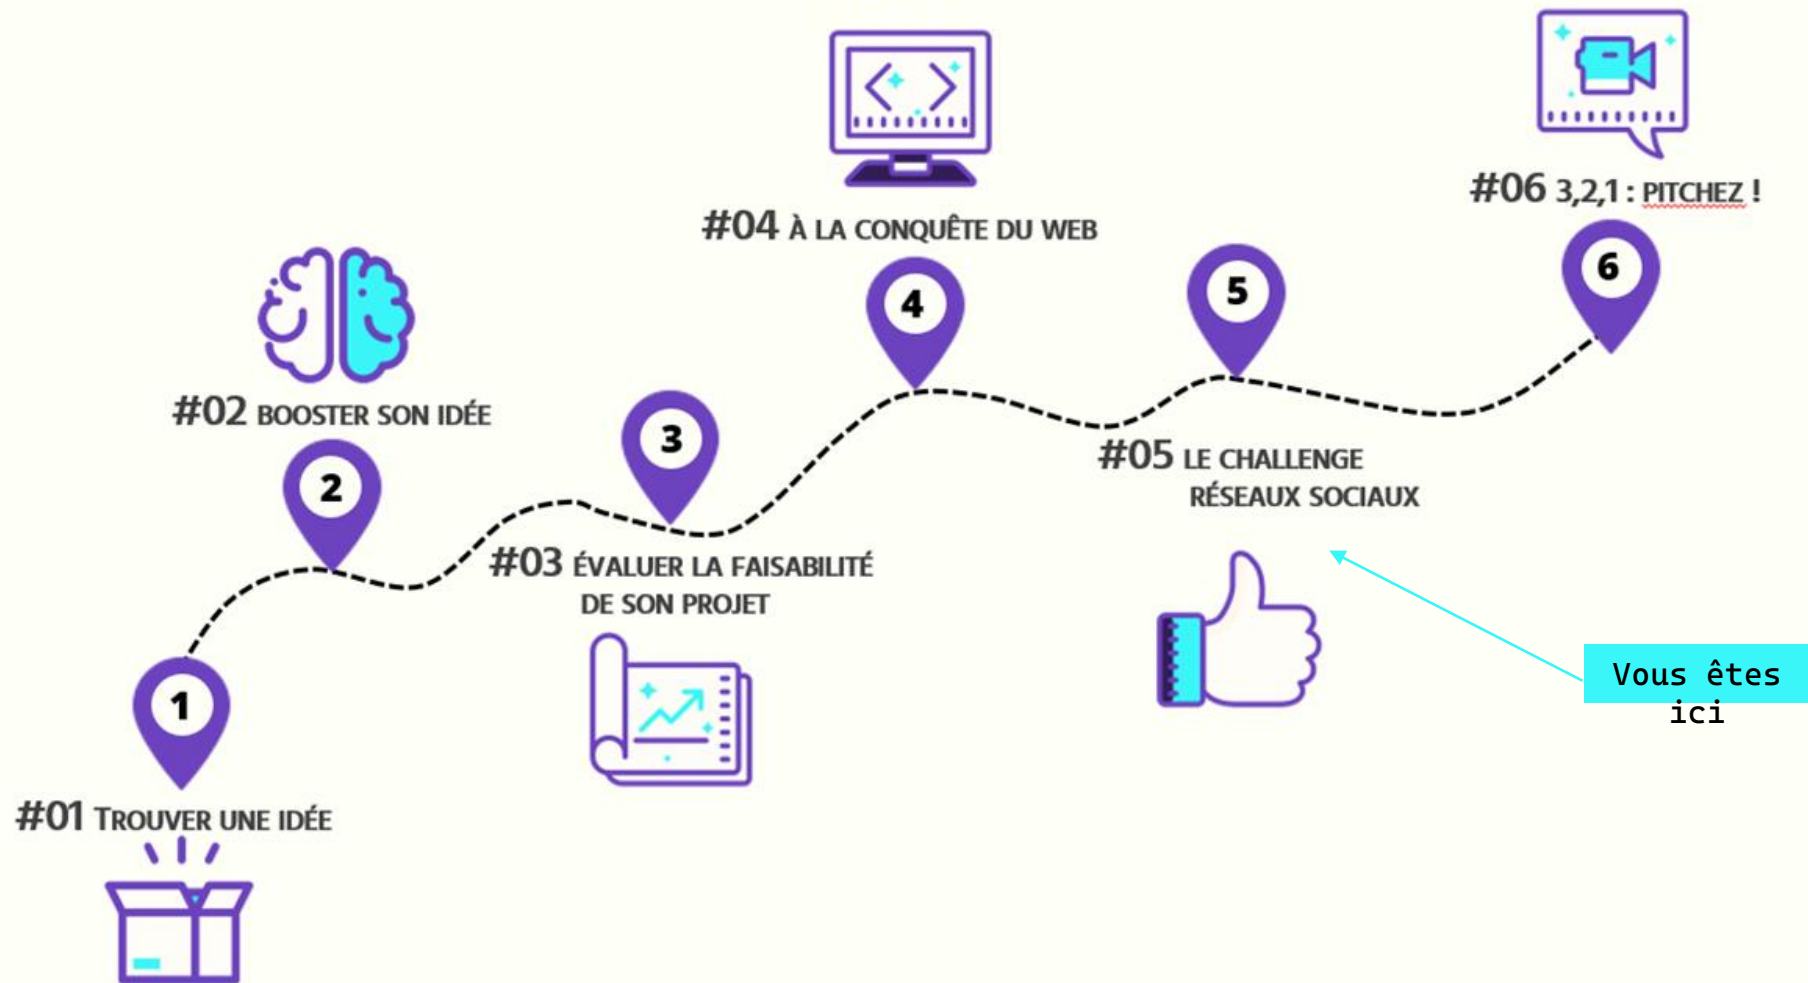 #06 3,2,1 : PITCHEZ !
6
#04 À LA CONQUÊTE DU WEB
4
5
#02 BOOSTER SON IDÉE
2
3
#05 LE CHALLENGE
RÉSEAUX SOCIAUX
#03 ÉVALUER LA FAISABILITÉ
DE SON PROJET
Vous êtes
ici
1
#01 TROUVER UNE IDÉE